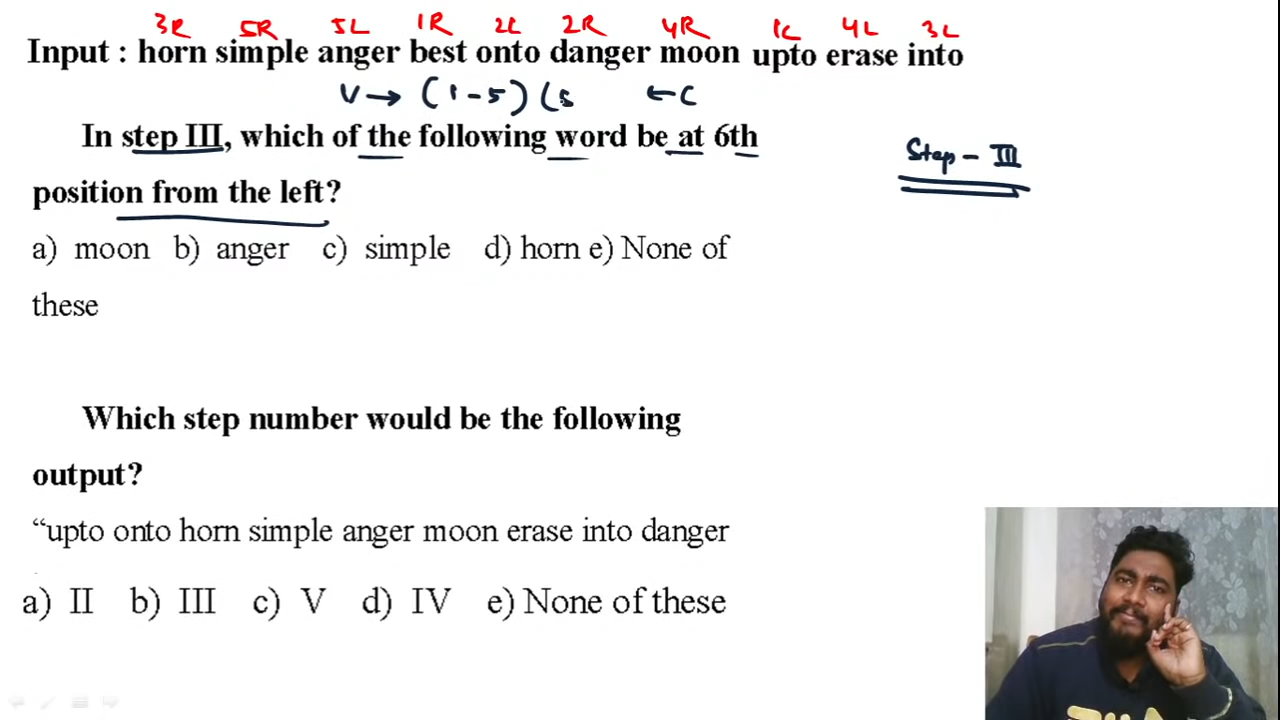 3R 5R 5L 1R 2L 2R 4R 1L 4L 3L
Input : horn simple anger best onto danger moon upto erase into
V → (1 - 5) (5 ← C
In step III, which of the following word be at 6th
Step - III
position from the left?
a) moon b) anger c) simple d) horn e) None of
these
Which step number would be the following
output?
“upto onto horn simple anger moon erase into danger
a) II b) III c) V d) IV e) None of these